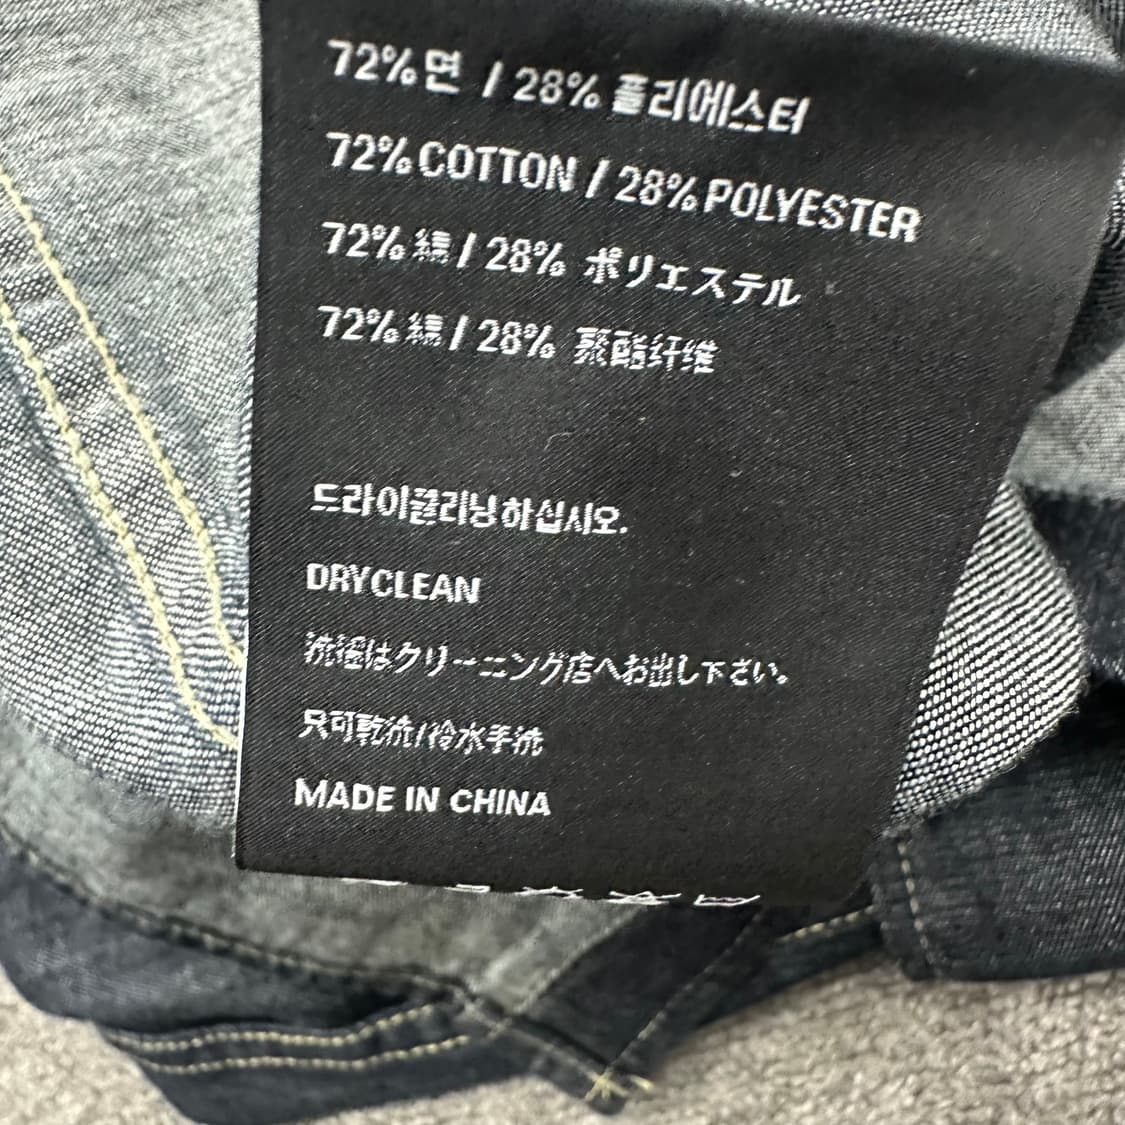 72% 면 / 28% 폴리에스터
72% COTTON / 28% POLYESTER
72% 綿 / 28% ポリエステル
72% 綿 / 28% 聚酯纤维
드라이클리닝하십시오.
DRYCLEAN
洗濯はクリーニング店へお出し下さい。
只可乾洗/冷水手洗
MADE IN CHINA